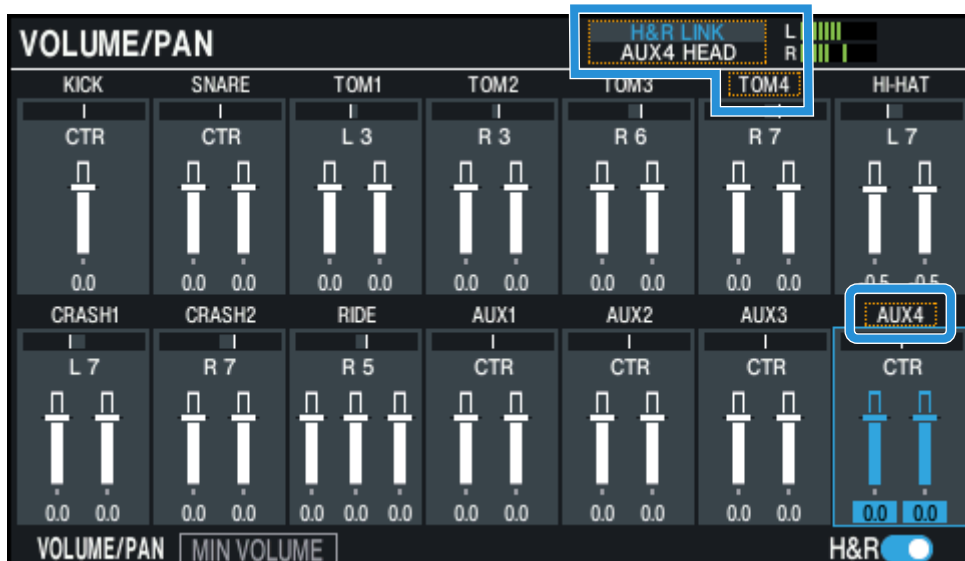 VOLUME/PAN
H&R LINK
AUX4 HEAD
L
R
KICK SNARE TOM1 TOM2 TOM3 TOM4 HI-HAT
CTR CTR L 3 R 3 R 6 R 7 L 7
0.0 0.0 0.0 0.0 0.0 0.0 0.0 0.0 0.0 0.0 0.0
CRASH1 CRASH2 RIDE AUX1 AUX2 AUX3 AUX4
L 7 R 7 R 5 CTR CTR CTR CTR
0.0 0.0 0.0 0.0 0.0 0.0 0.0 0.0 0.0 0.0 0.0 0.0 0.0 0.0 0.0
VOLUME/PAN MIN VOLUME H&R